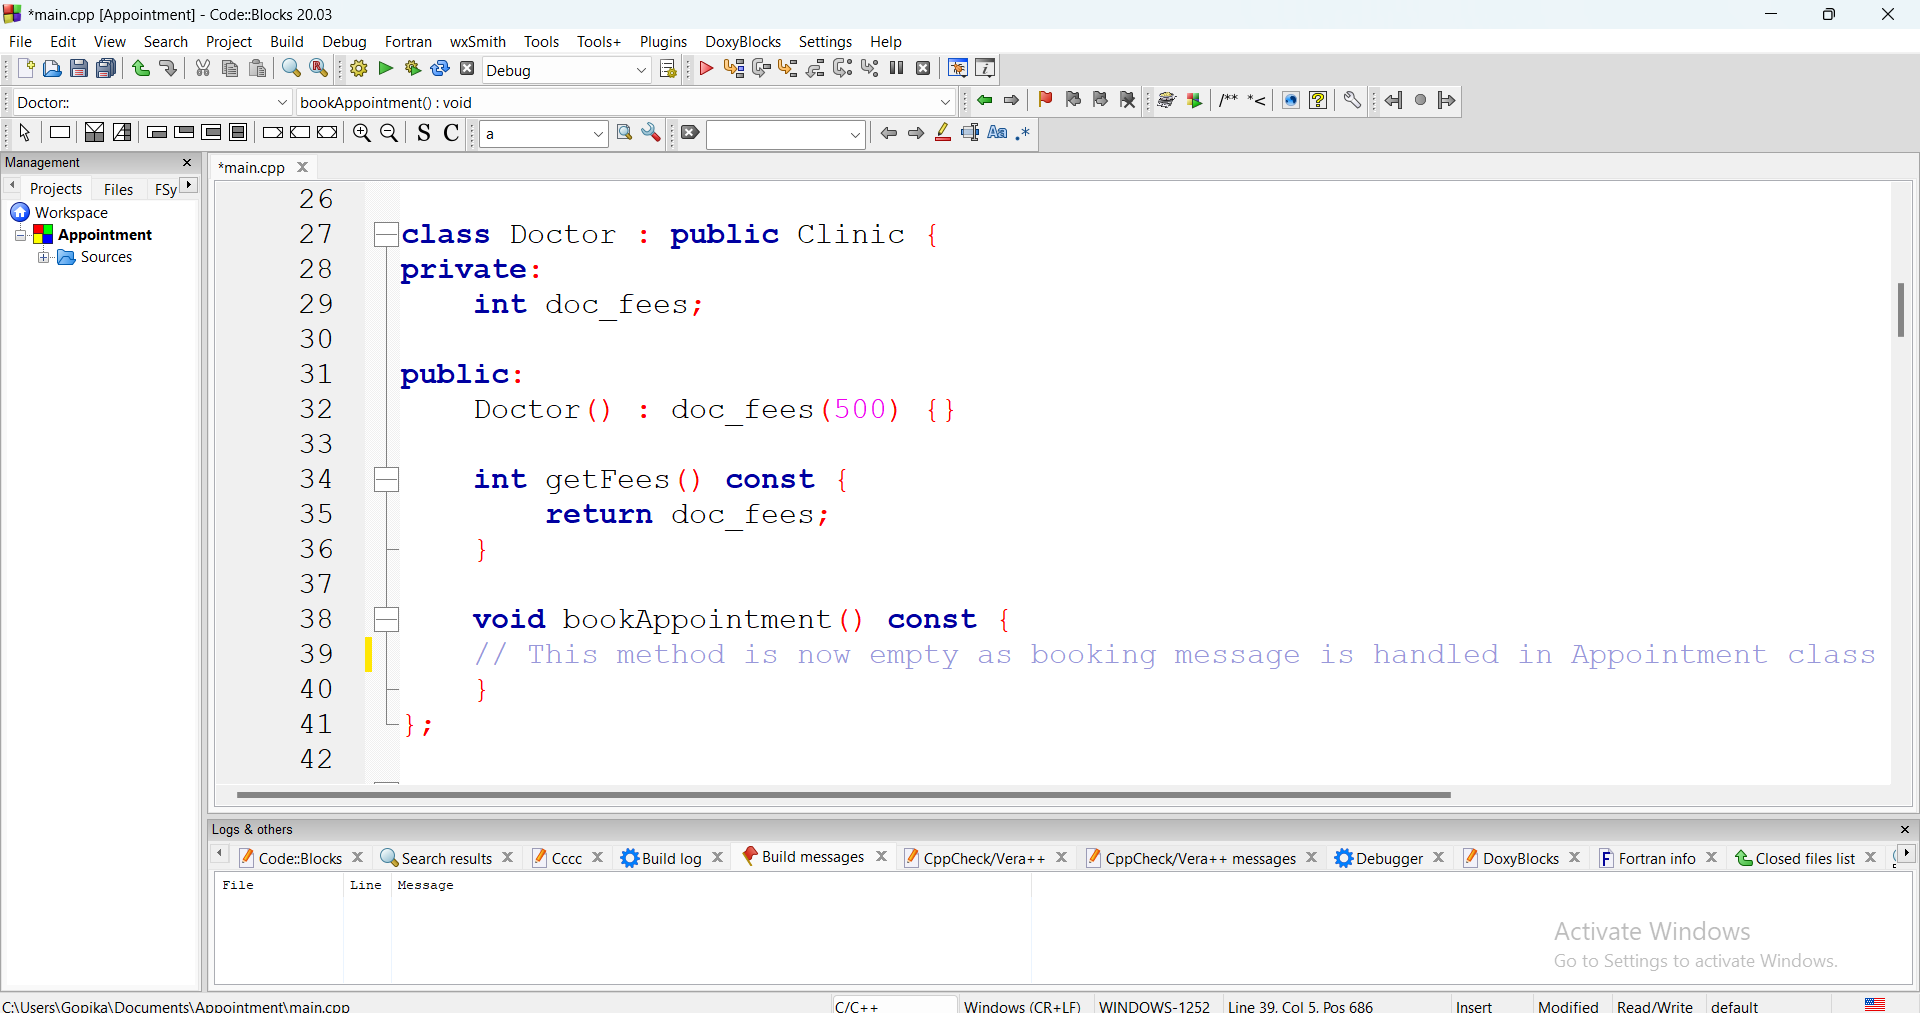 *main.cpp [Appointment] - Code::Blocks 20.03
File Edit View Search Project Build Debug Fortran wxSmith Tools Tools+ Plugins DoxyBlocks Settings Help
Debug
Doctor:: bookAppointment() : void /** *<
S C a Aa .*
Management
*main.cpp
Projects Files FSy
Workspace
Appointment
Sources
26
27 class Doctor : public Clinic {
28 private:
29 int doc_fees;
30
31 public:
32 Doctor() : doc_fees(500) {}
33
34 int getFees() const {
35 return doc_fees;
36 }
37
38 void bookAppointment() const {
39 // This method is now empty as booking message is handled in Appointment class
40 }
41 };
42
Logs & others
Code::Blocks Search results Cccc Build log Build messages CppCheck/Vera++ CppCheck/Vera++ messages Debugger DoxyBlocks Fortran info Closed files list
File Line Message
Activate Windows
Go to Settings to activate Windows.
C:\Users\Gopika\Documents\Appointment\main.cpp C/C++ Windows (CR+LF) WINDOWS-1252 Line 39, Col 5, Pos 686 Insert Modified Read/Write default